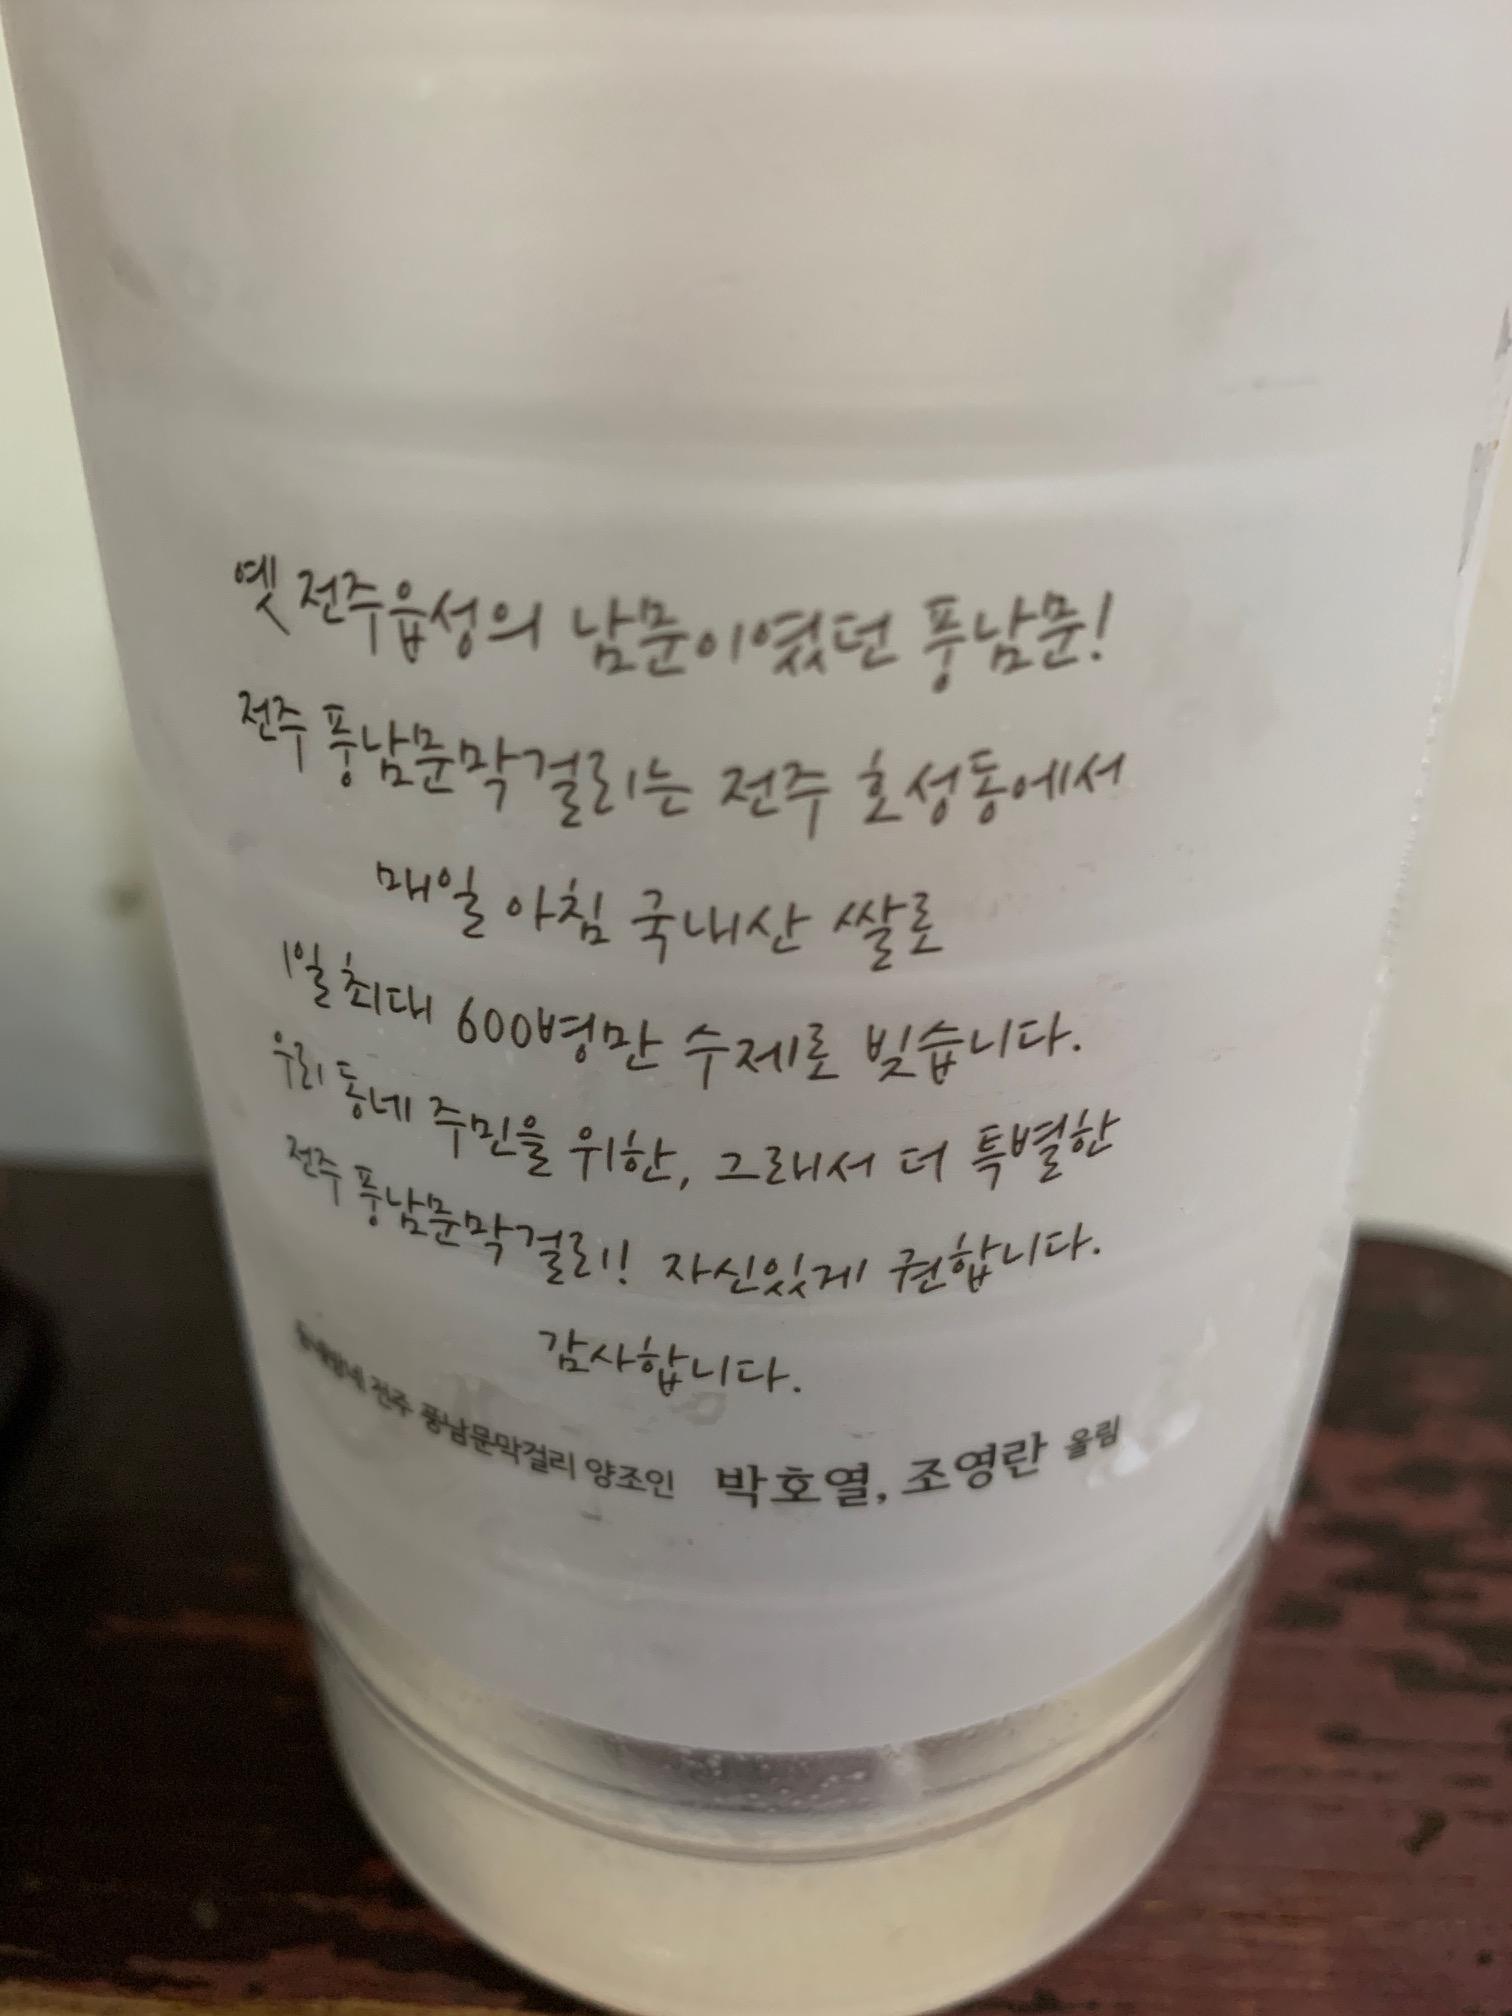 옛 전주읍성의 남문이였던 풍남문!
전주 풍남문막걸리는 전주 호성동에서
매일 아침 국내산 쌀로
1일 최대 600병만 수제로 빚습니다.
우리 동네 주민을 위한, 그래서 더 특별한
전주 풍남문막걸리! 자신있게 권합니다.
감사합니다.
전주 풍남문막걸리 양조인 박호열, 조영란 올림